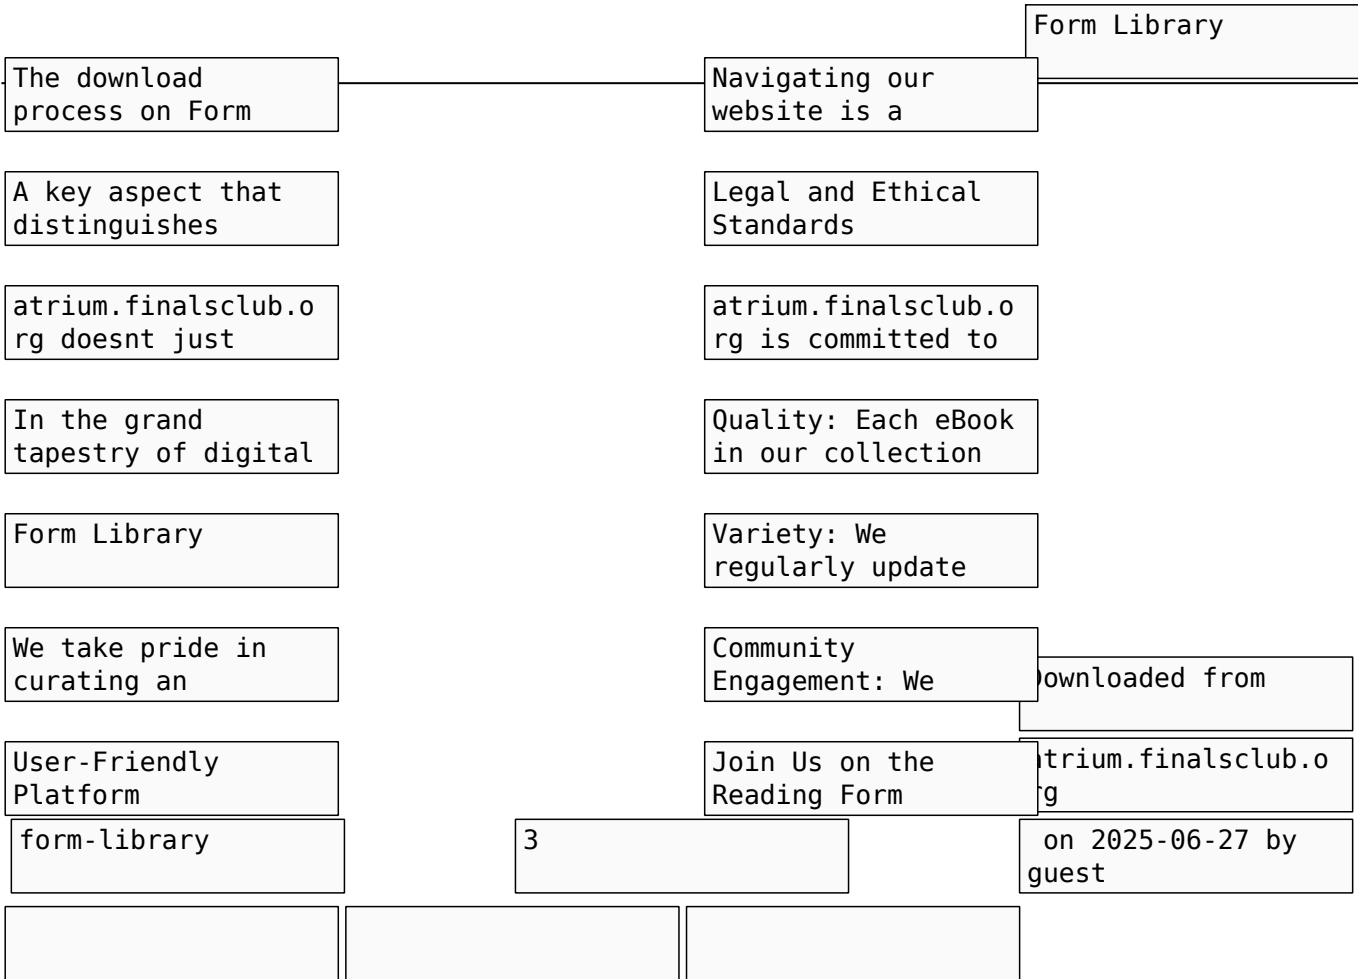 Form Library
The download
process on Form
A key aspect that
distinguishes
atrium.finalsclub.o
rg doesnt just
In the grand
tapestry of digital
Form Library
We take pride in
curating an
User-Friendly
Platform
Navigating our
website is a
Legal and Ethical
Standards
atrium.finalsclub.o
rg is committed to
Quality: Each eBook
in our collection
Variety: We
regularly update
Community
Engagement: We
Join Us on the
Reading Form
form-library
3
Downloaded from
atrium.finalsclub.o
rg
on 2025-06-27 by
guest